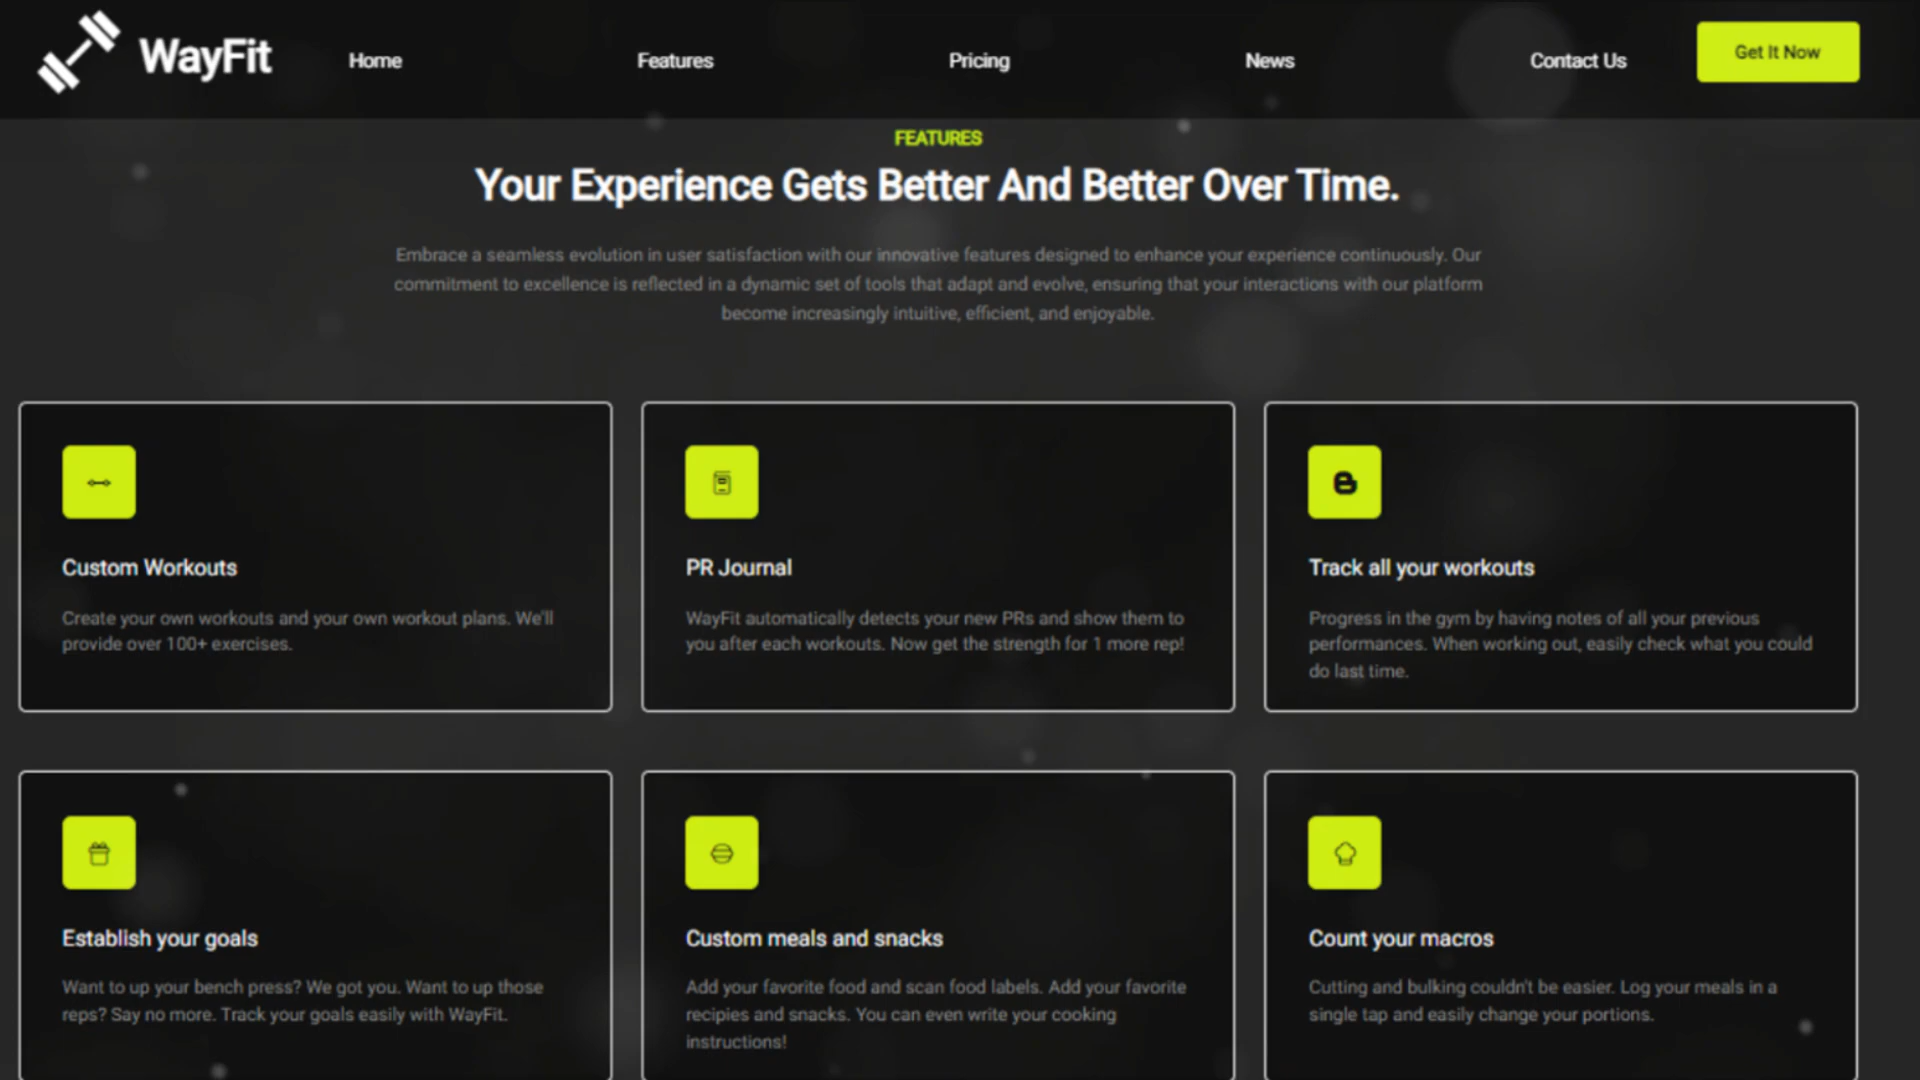 WayFit
Home
Features
Pricing
News
Contact Us
Get It Now
FEATURES
Your Experience Gets Better And Better Over Time.
Embrace a seamless evolution in user satisfaction with our innovative features designed to enhance your experience continuously. Our
commitment to excellence is reflected in a dynamic set of tools that adapt and evolve, ensuring that your interactions with our platform
become increasingly intuitive, efficient, and enjoyable.
Custom Workouts
Create your own workouts and your own workout plans. We'll
provide over 100+ exercises.
PR Journal
WayFit automatically detects your new PRs and show them to
you after each workouts. Now get the strength for 1 more rep!
Track all your workouts
Progress in the gym by having notes of all your previous
performances. When working out, easily check what you could
do last time.
Establish your goals
Want to up your bench press? We got you. Want to up those
reps? Say no more. Track your goals easily with WayFit.
Custom meals and snacks
Add your favorite food and scan food labels. Add your favorite
recipies and snacks. You can even write your cooking
instructions!
Count your macros
Cutting and bulking couldn't be easier. Log your meals in a
single tap and easily change your portions.